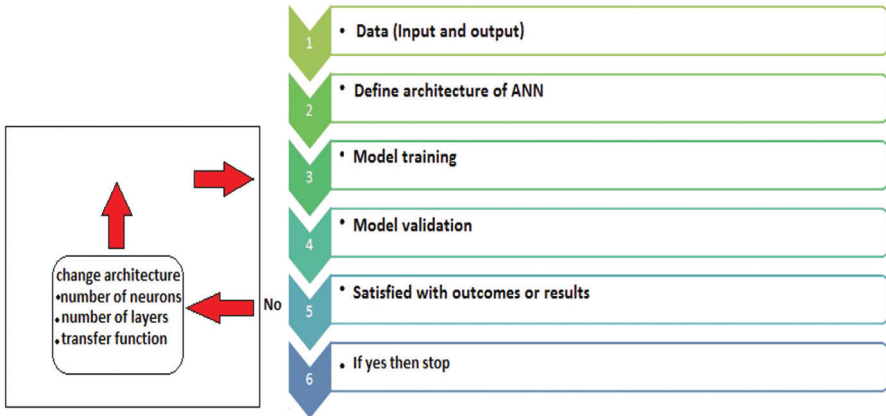 1
• Data (Input and output)
2
• Define architecture of ANN
3
• Model training
4
• Model validation
5
• Satisfied with outcomes or results
6
• If yes then stop
No
change architecture
•number of neurons
•number of layers
•transfer function